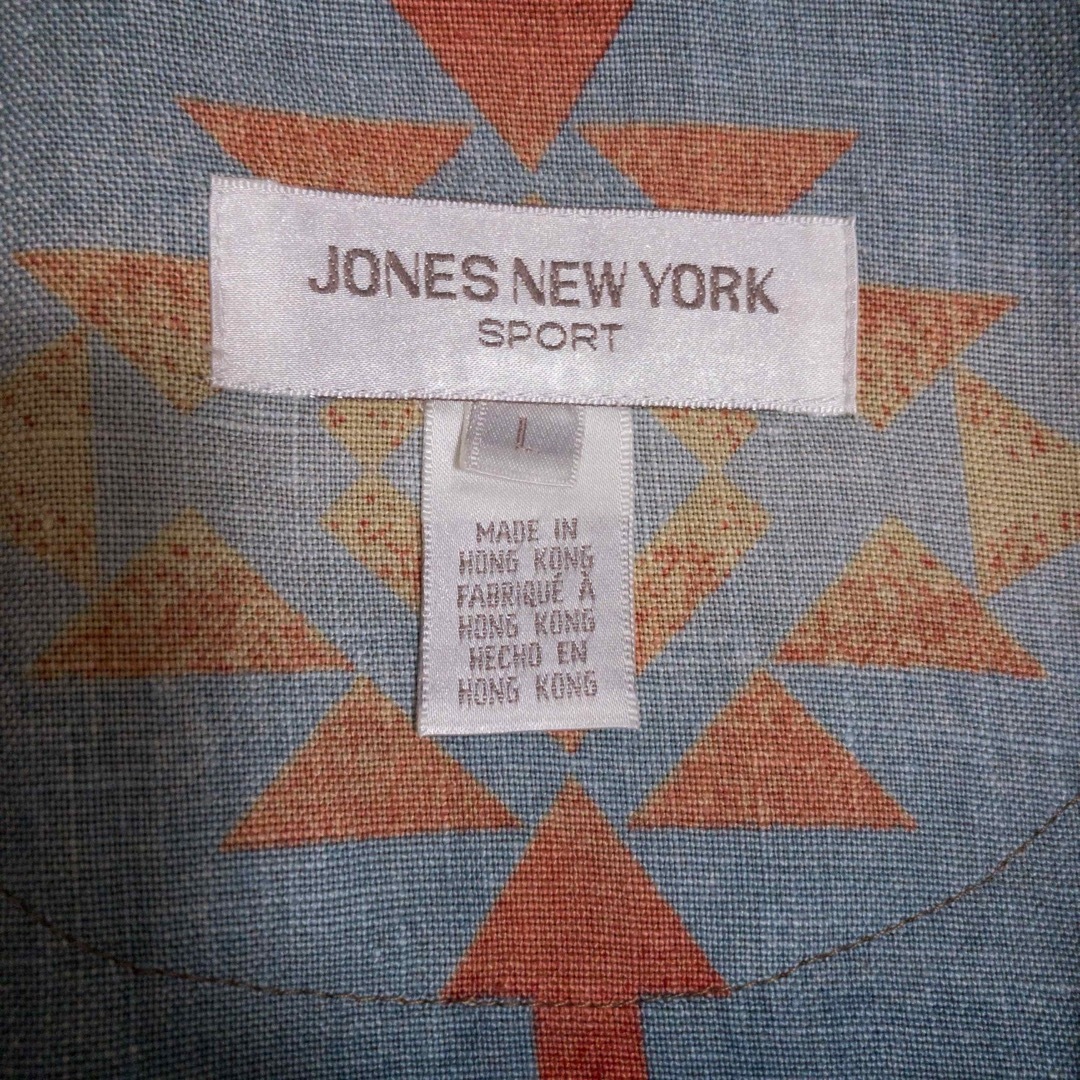 JONES NEW YORK
SPORT
L
MADE IN
HONG KONG
FABRIQUÉ À
HONG KONG
HECHO EN
HONG KONG